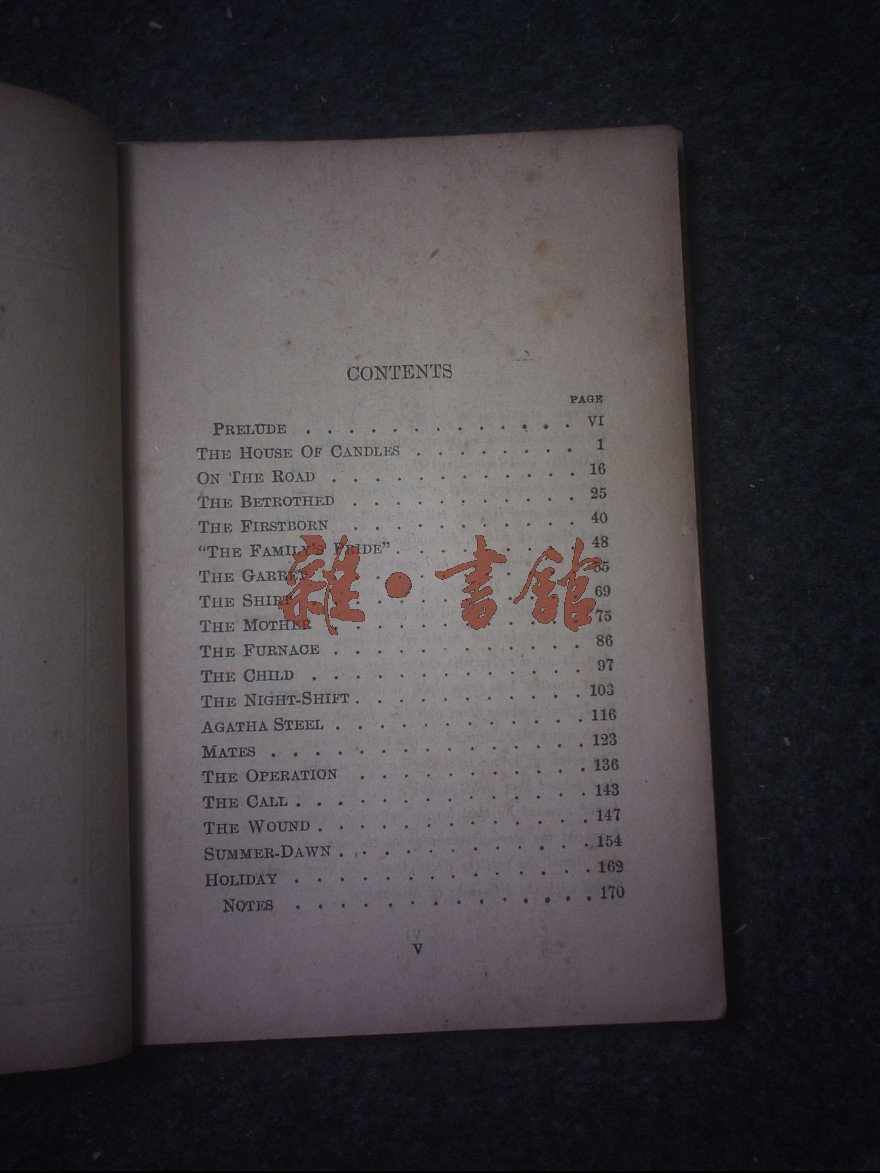 CONTENTS
PAGE
PRELUDE . . . . . . . . . . . . VI
THE HOUSE OF CANDLES . . . . . . . . 1
ON THE ROAD . . . . . . . . . . . 16
THE BETROTHED . . . . . . . . . . 25
THE FIRSTBORN . . . . . . . . . . 40
"THE FAMILY'S PRIDE" . . . . . . . . 48
THE GARRET
THE SHIRT . . . . . . . . . . . . 69
THE MOTHER . . . . . . . . . . . 75
THE FURNACE . . . . . . . . . . . 86
THE CHILD . . . . . . . . . . . . 97
THE NIGHT-SHIFT . . . . . . . . . . 103
AGATHA STEEL . . . . . . . . . . . 116
MATES . . . . . . . . . . . . . . 123
THE OPERATION . . . . . . . . . . 136
THE CALL . . . . . . . . . . . . . 143
THE WOUND . . . . . . . . . . . . 147
SUMMER-DAWN . . . . . . . . . . . 154
HOLIDAY . . . . . . . . . . . . . 162
NOTES . . . . . . . . . . . . . 170
V
雜·書館